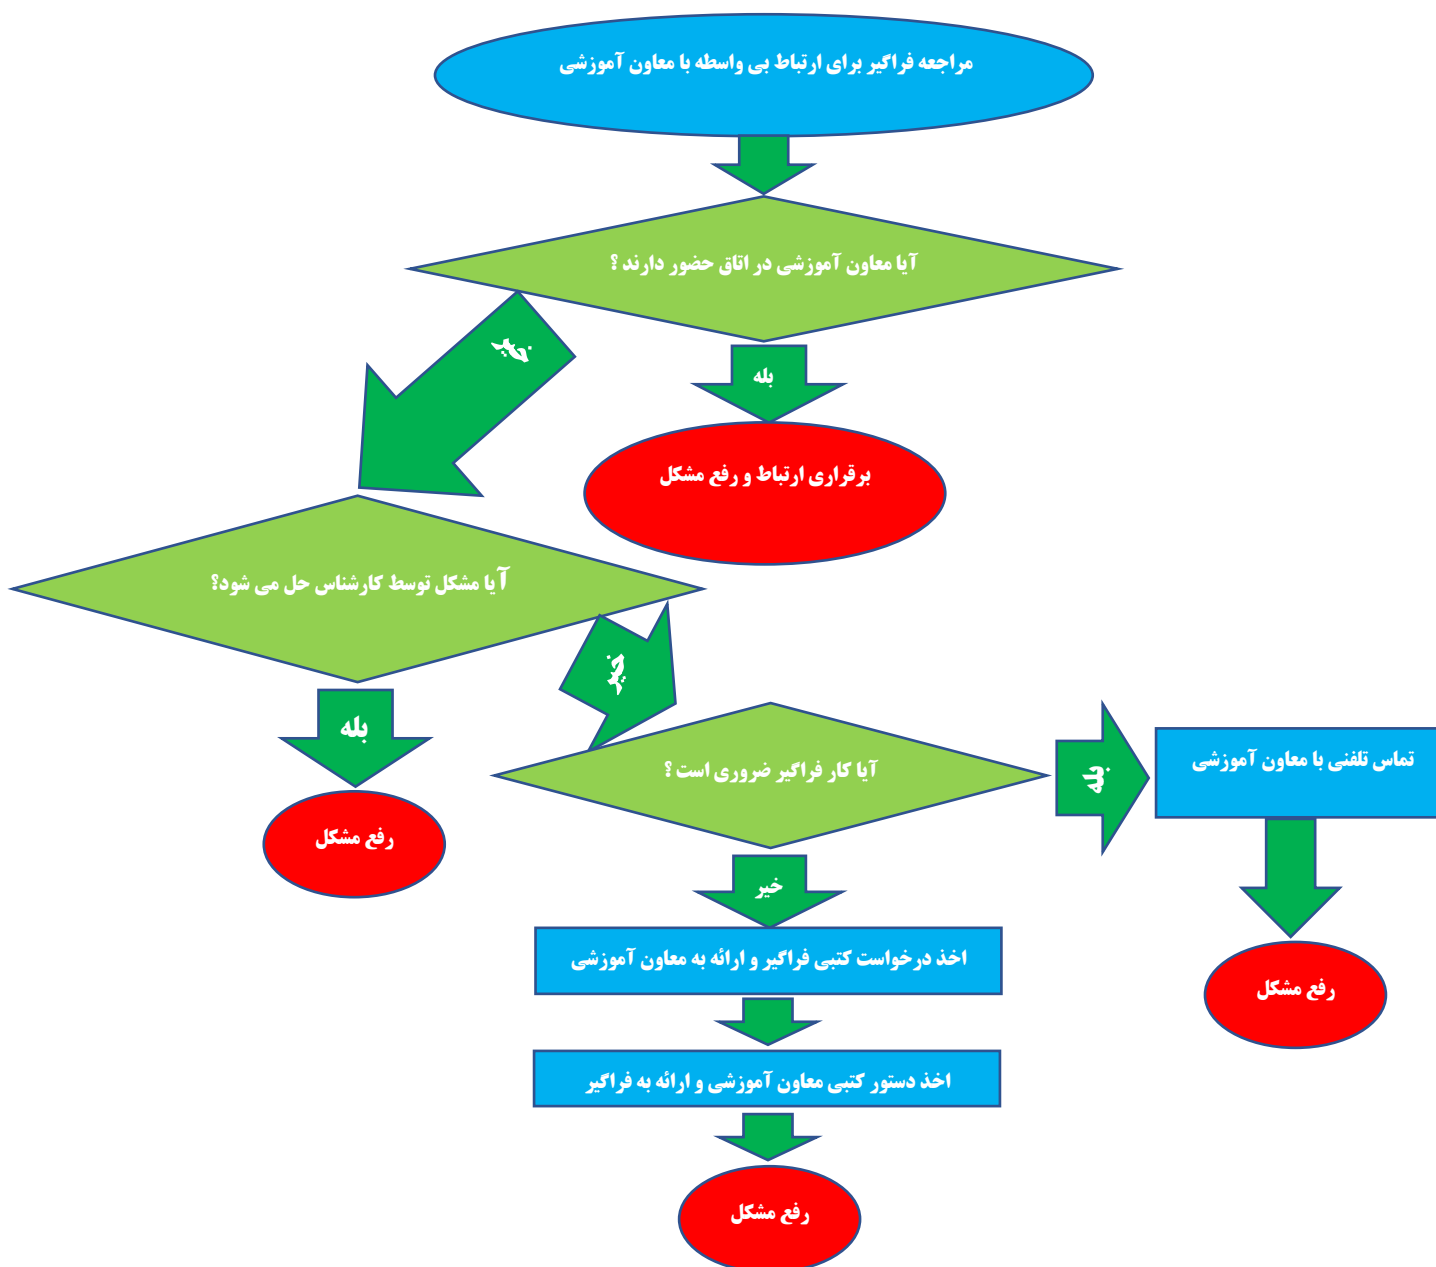 مراجعه فراگیر برای ارتباط بی واسطه با معاون آموزشی
آیا معاون آموزشی در اتاق حضور دارند ؟
خیر
بله
برقراری ارتباط و رفع مشکل
آیا مشکل توسط کارشناس حل می شود؟
خیر
بله
رفع مشکل
آیا کار فراگیر ضروری است ؟
بله
تماس تلفنی با معاون آموزشی
رفع مشکل
خیر
اخذ درخواست کتبی فراگیر و ارائه به معاون آموزشی
اخذ دستور کتبی معاون آموزشی و ارائه به فراگیر
رفع مشکل